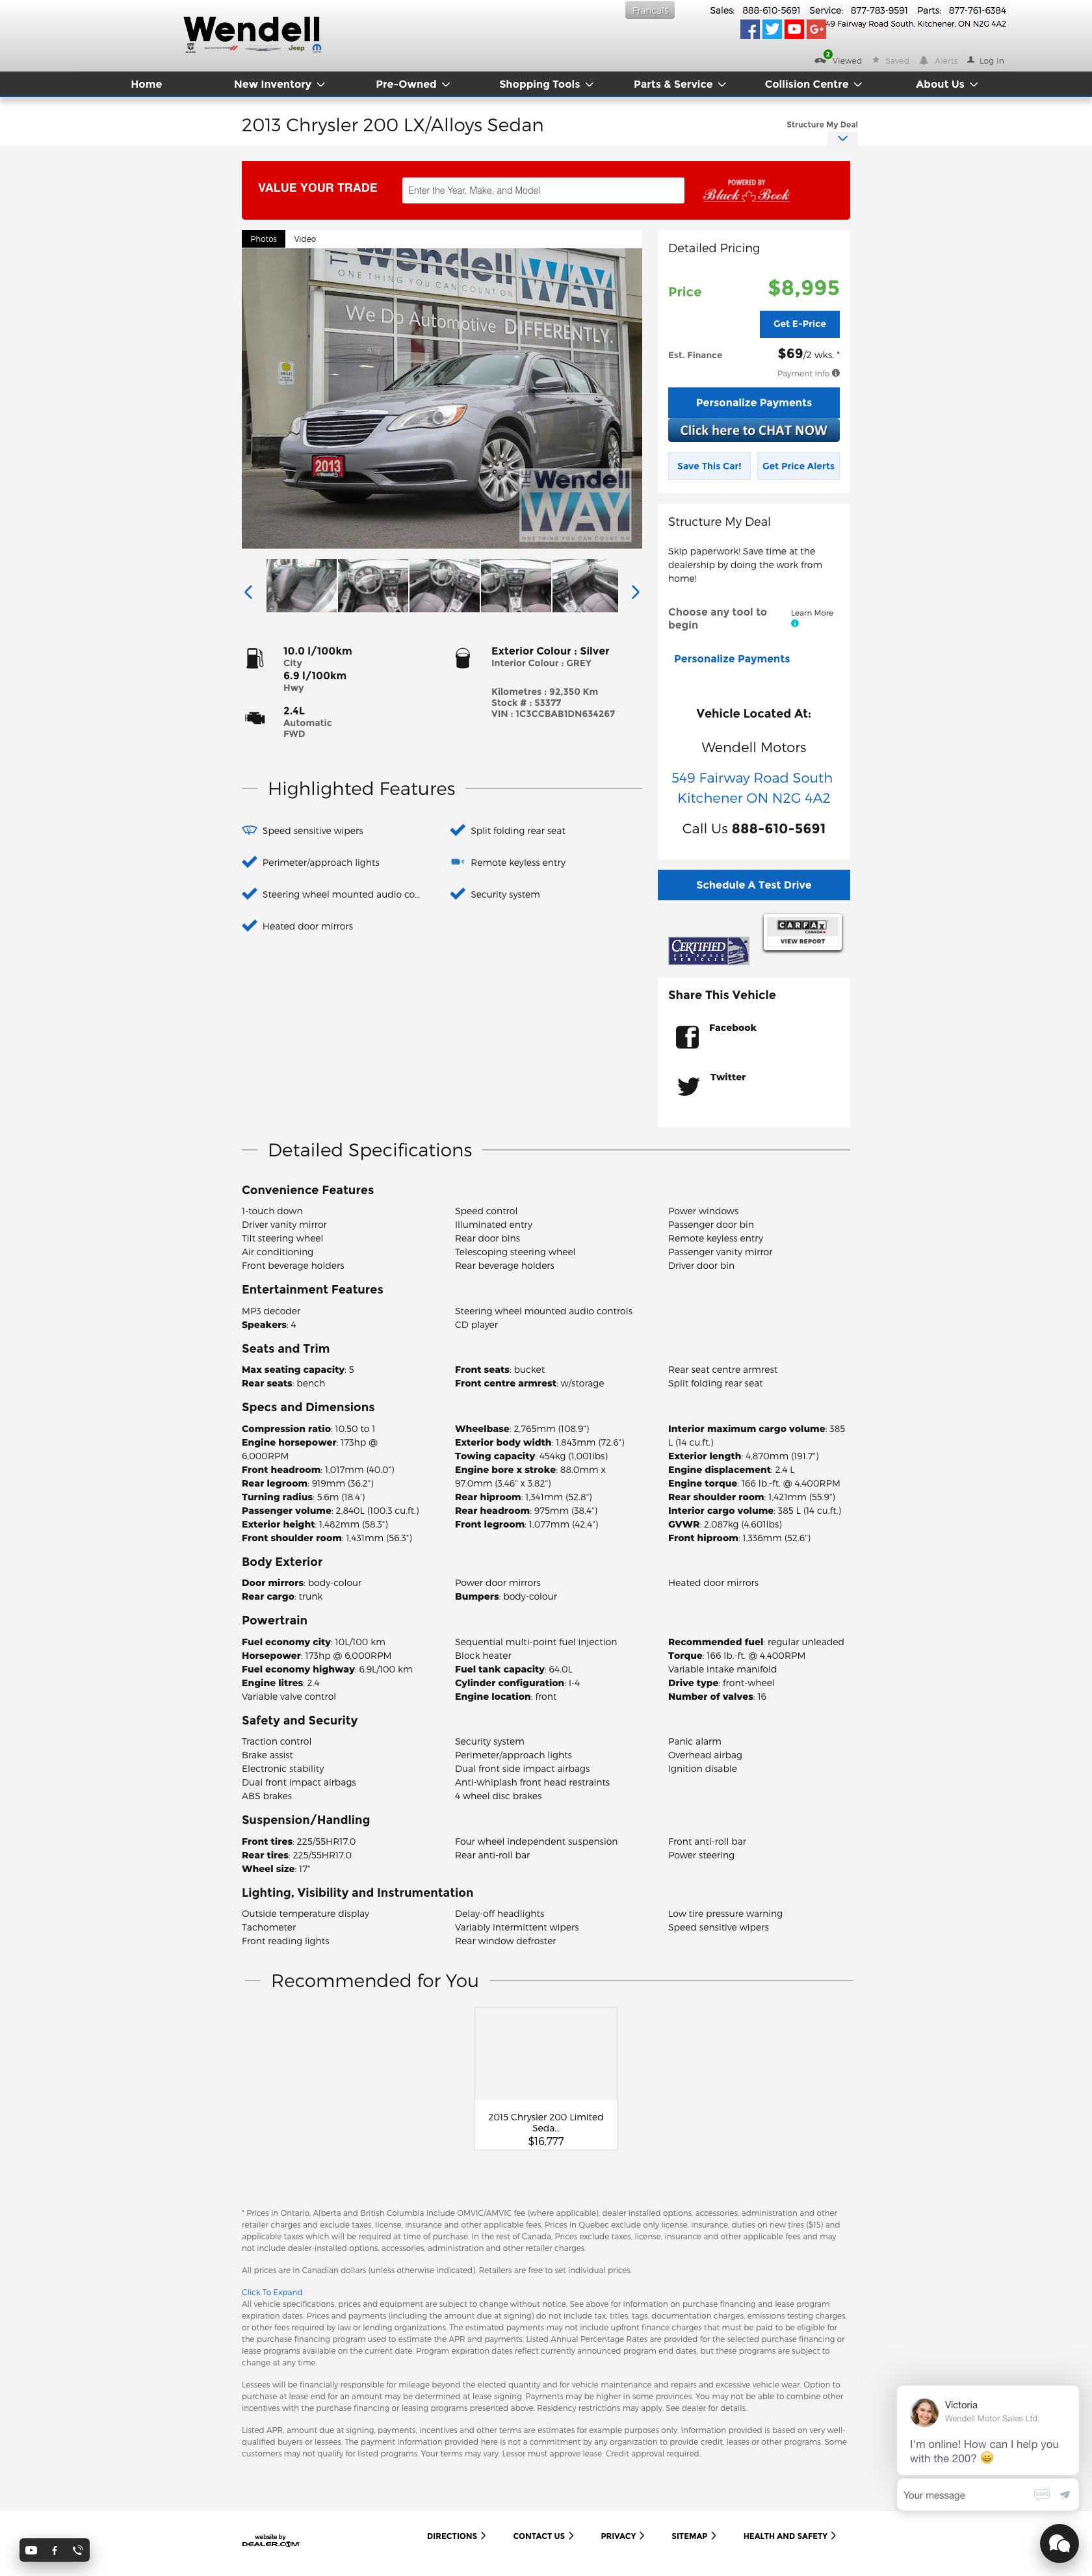 Français
Sales: 888-610-5691 Service: 877-783-9591 Parts: 877-761-6384
49 Fairway Road South, Kitchener, ON N2G 4A2
Wendell
Jeep
2
Viewed Saved Alerts Log In
Home New Inventory Pre-Owned Shopping Tools Parts & Service Collision Centre About Us
2013 Chrysler 200 LX/Alloys Sedan
Structure My Deal
VALUE YOUR TRADE
Enter the Year, Make, and Model
POWERED BY
Black Book
Photos Video
THE Wendell WAY
ONE THING YOU CAN COUNT ON
We Do Automotive DIFFERENTLY.
2013
THE Wendell
WAY
ONE THING YOU CAN COUNT ON
Detailed Pricing
Price $8,995
Get E-Price
Est. Finance $69/2 wks. *
Payment Info
Personalize Payments
Click here to CHAT NOW
Save This Car! Get Price Alerts
Structure My Deal
Skip paperwork! Save time at the
dealership by doing the work from
home!
Choose any tool to
begin
Learn More
Personalize Payments
Vehicle Located At:
Wendell Motors
549 Fairway Road South
Kitchener ON N2G 4A2
Call Us 888-610-5691
Schedule A Test Drive
CERTIFIED
PRE-OWNED
VEHICLES
CARFAX
CANADA
VIEW REPORT
Share This Vehicle
Facebook
Twitter
10.0 l/100km
City
6.9 l/100km
Hwy
2.4L
Automatic
FWD
Exterior Colour : Silver
Interior Colour : GREY
Kilometres : 92,350 Km
Stock # : 53377
VIN : 1C3CCBAB1DN634267
Highlighted Features
Speed sensitive wipers Split folding rear seat
Perimeter/approach lights Remote keyless entry
Steering wheel mounted audio co... Security system
Heated door mirrors
Detailed Specifications
Convenience Features
1-touch down Speed control Power windows
Driver vanity mirror Illuminated entry Passenger door bin
Tilt steering wheel Rear door bins Remote keyless entry
Air conditioning Telescoping steering wheel Passenger vanity mirror
Front beverage holders Rear beverage holders Driver door bin
Entertainment Features
MP3 decoder Steering wheel mounted audio controls
Speakers: 4 CD player
Seats and Trim
Max seating capacity: 5 Front seats: bucket Rear seat centre armrest
Rear seats: bench Front centre armrest: w/storage Split folding rear seat
Specs and Dimensions
Compression ratio: 10.50 to 1
Engine horsepower: 173hp @
6,000RPM
Front headroom: 1,017mm (40.0")
Rear legroom: 919mm (36.2")
Turning radius: 5.6m (18.4')
Passenger volume: 2,840L (100.3 cu.ft.)
Exterior height: 1,482mm (58.3")
Front shoulder room: 1,431mm (56.3")
Wheelbase: 2,765mm (108.9")
Exterior body width: 1,843mm (72.6")
Towing capacity: 454kg (1,001lbs)
Engine bore x stroke: 88.0mm x
97.0mm (3.46" x 3.82")
Rear hiproom: 1,341mm (52.8")
Rear headroom: 975mm (38.4")
Front legroom: 1,077mm (42.4")
Interior maximum cargo volume: 385
L (14 cu.ft.)
Exterior length: 4,870mm (191.7")
Engine displacement: 2.4 L
Engine torque: 166 lb.-ft. @ 4,400RPM
Rear shoulder room: 1,421mm (55.9")
Interior cargo volume: 385 L (14 cu.ft.)
GVWR: 2,087kg (4,601lbs)
Front hiproom: 1,336mm (52.6")
Body Exterior
Door mirrors: body-colour Power door mirrors Heated door mirrors
Rear cargo: trunk Bumpers: body-colour
Powertrain
Fuel economy city: 10L/100 km Sequential multi-point fuel injection Recommended fuel: regular unleaded
Horsepower: 173hp @ 6,000RPM Block heater Torque: 166 lb.-ft. @ 4,400RPM
Fuel economy highway: 6.9L/100 km Fuel tank capacity: 64.0L Variable intake manifold
Engine litres: 2.4 Cylinder configuration: I-4 Drive type: front-wheel
Variable valve control Engine location: front Number of valves: 16
Safety and Security
Traction control Security system Panic alarm
Brake assist Perimeter/approach lights Overhead airbag
Electronic stability Dual front side impact airbags Ignition disable
Dual front impact airbags Anti-whiplash front head restraints
ABS brakes 4 wheel disc brakes
Suspension/Handling
Front tires: 225/55HR17.0 Four wheel independent suspension Front anti-roll bar
Rear tires: 225/55HR17.0 Rear anti-roll bar Power steering
Wheel size: 17"
Lighting, Visibility and Instrumentation
Outside temperature display Delay-off headlights Low tire pressure warning
Tachometer Variably intermittent wipers Speed sensitive wipers
Front reading lights Rear window defroster
Recommended for You
2015 Chrysler 200 Limited
Seda...
$16,777
* Prices in Ontario, Alberta and British Columbia include OMVIC/AMVIC fee (where applicable), dealer installed options, accessories, administration and other
retailer charges and exclude taxes, license, insurance and other applicable fees. Prices in Quebec exclude only license, insurance, duties on new tires ($15) and
applicable taxes which will be required at time of purchase. In the rest of Canada, Prices exclude taxes, license, insurance and other applicable fees and may
not include dealer-installed options, accessories, administration and other retailer charges.
All prices are in Canadian dollars (unless otherwise indicated). Retailers are free to set individual prices.
Click To Expand
All vehicle specifications, prices and equipment are subject to change without notice. See above for information on purchase financing and lease program
expiration dates. Prices and payments (including the amount due at signing) do not include tax, titles, tags, documentation charges, emissions testing charges,
or other fees required by law or lending organizations. The estimated payments may not include upfront finance charges that must be paid to be eligible for
the purchase financing program used to estimate the APR and payments. Listed Annual Percentage Rates are provided for the selected purchase financing or
lease programs available on the current date. Program expiration dates reflect currently announced program end dates, but these programs are subject to
change at any time.
Lessees will be financially responsible for mileage beyond the elected quantity and for vehicle maintenance and repairs and excessive vehicle wear. Option to
purchase at lease end for an amount may be determined at lease signing. Payments may be higher in some provinces. You may not be able to combine other
incentives with the purchase financing or leasing programs presented above. Residency restrictions may apply. See dealer for details.
Listed APR, amount due at signing, payments, incentives and other terms are estimates for example purposes only. Information provided is based on very well-
qualified buyers or lessees. The payment information provided here is not a commitment by any organization to provide credit, leases or other programs. Some
customers may not qualify for listed programs. Your terms may vary. Lessor must approve lease. Credit approval required.
Victoria
Wendell Motor Sales Ltd.
I'm online! How can I help you
with the 200? 😀
Your message
SMS
website by
DEALER.COM
DIRECTIONS CONTACT US PRIVACY SITEMAP HEALTH AND SAFETY